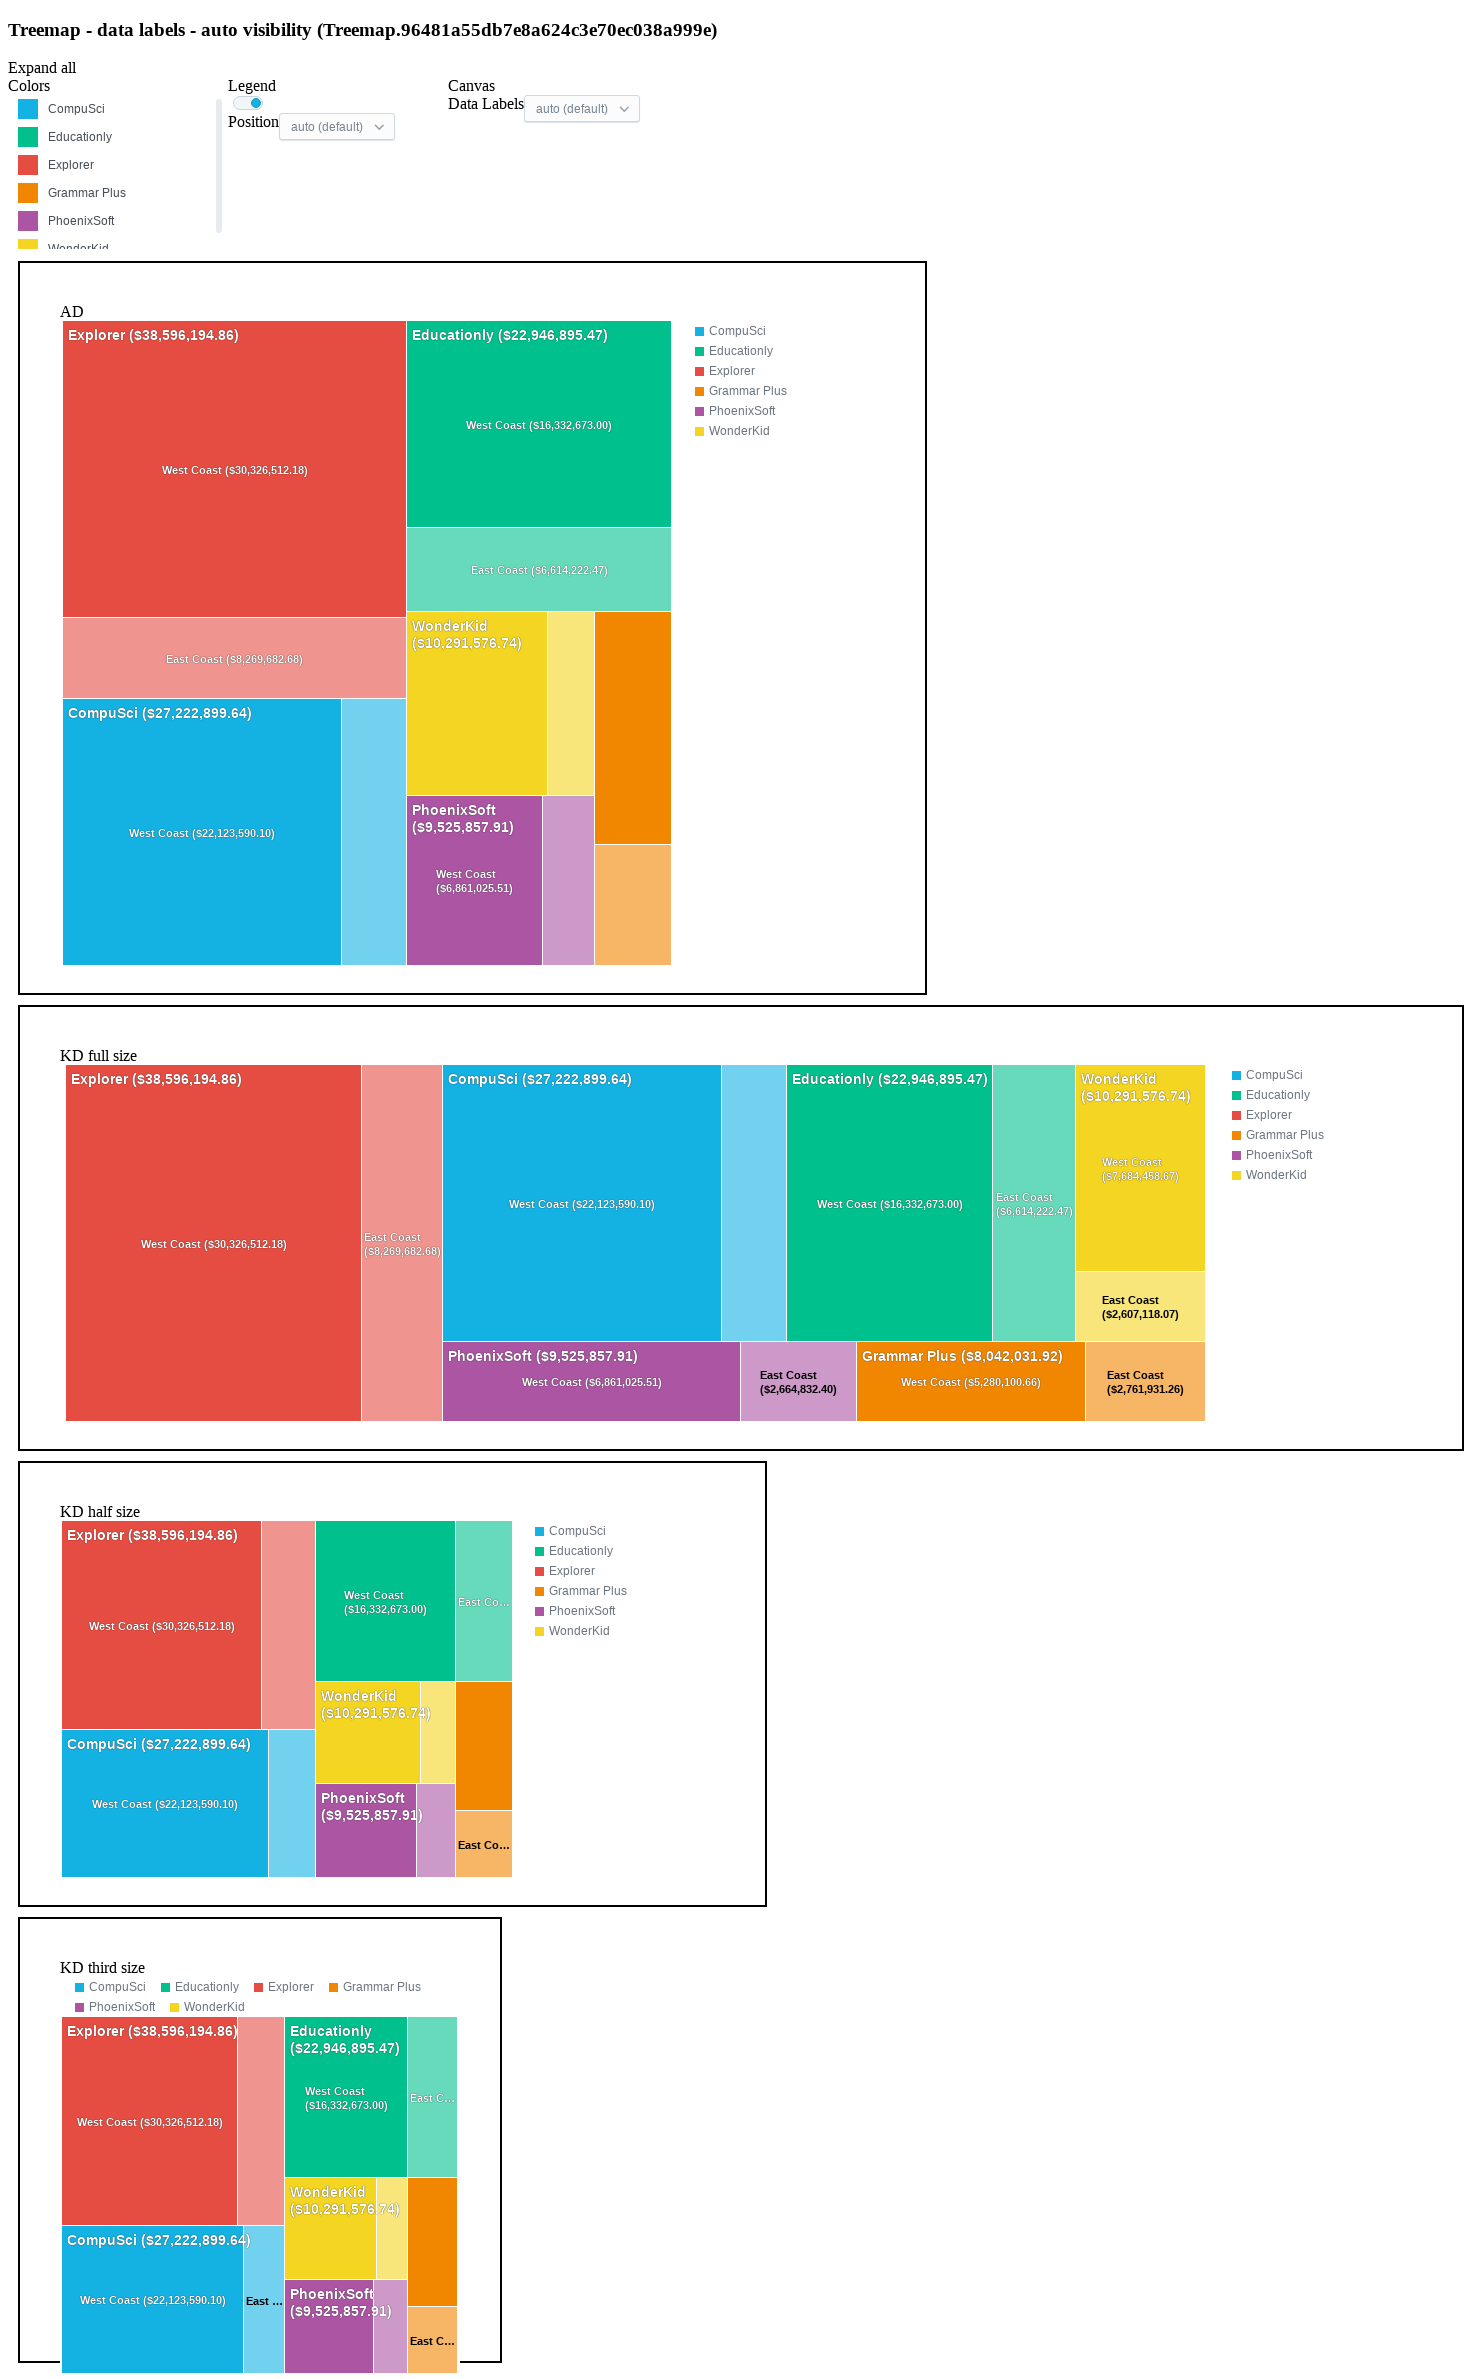 Treemap - data labels - auto visibility (Treemap.96481a55db7e8a624c3e70ec038a999e)
Expand all
Colors
CompuSci
Educationly
Explorer
Grammar Plus
PhoenixSoft
WonderKid
Legend
Position auto (default)
Canvas
Data Labels auto (default)
AD
Explorer ($38,596,194.86)
West Coast ($30,326,512.18)
East Coast ($8,269,682.68)
CompuSci ($27,222,899.64)
West Coast ($22,123,590.10)
Educationly ($22,946,895.47)
West Coast ($16,332,673.00)
East Coast ($6,614,222.47)
WonderKid
($10,291,576.74)
PhoenixSoft
($9,525,857.91)
West Coast
($6,861,025.51)
CompuSci
Educationly
Explorer
Grammar Plus
PhoenixSoft
WonderKid
KD full size
Explorer ($38,596,194.86)
West Coast ($30,326,512.18)
East Coast
($8,269,682.68)
CompuSci ($27,222,899.64)
West Coast ($22,123,590.10)
Educationly ($22,946,895.47)
West Coast ($16,332,673.00)
East Coast
($6,614,222.47)
WonderKid
($10,291,576.74)
West Coast
($7,684,458.67)
East Coast
($2,607,118.07)
PhoenixSoft ($9,525,857.91)
West Coast ($6,861,025.51)
East Coast
($2,664,832.40)
Grammar Plus ($8,042,031.92)
West Coast ($5,280,100.66)
East Coast
($2,761,931.26)
CompuSci
Educationly
Explorer
Grammar Plus
PhoenixSoft
WonderKid
KD half size
Explorer ($38,596,194.86)
West Coast ($30,326,512.18)
CompuSci ($27,222,899.64)
West Coast ($22,123,590.10)
West Coast
($16,332,673.00)
East Co…
WonderKid
($10,291,576.74)
PhoenixSoft
($9,525,857.91)
East Co…
CompuSci
Educationly
Explorer
Grammar Plus
PhoenixSoft
WonderKid
KD third size
CompuSci Educationly Explorer Grammar Plus
PhoenixSoft WonderKid
Explorer ($38,596,194.86)
West Coast ($30,326,512.18)
CompuSci ($27,222,899.64)
West Coast ($22,123,590.10)
East …
Educationly
($22,946,895.47)
West Coast
($16,332,673.00)
East C…
WonderKid
($10,291,576.74)
PhoenixSoft
($9,525,857.91)
East C…